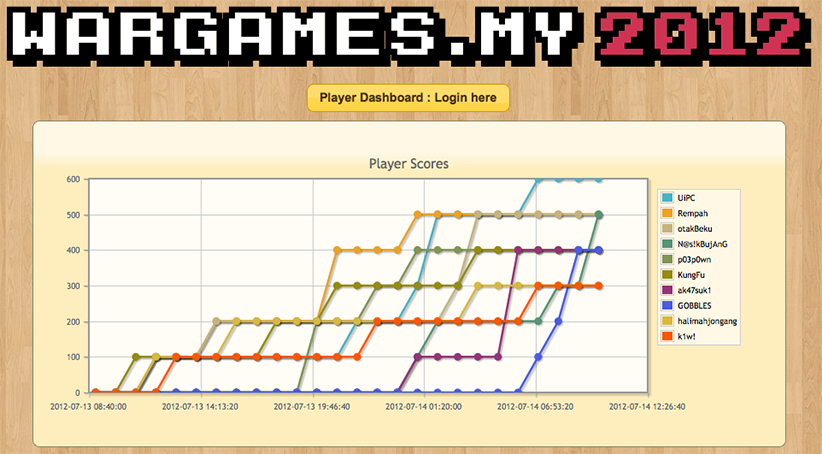 WARGAMES.MY 2012
Player Dashboard : Login here
Player Scores
600
500
400
300
200
100
0
2012-07-13 08:40:00 2012-07-13 14:13:20 2012-07-13 19:46:40 2012-07-14 01:20:00 2012-07-14 06:53:20 2012-07-14 12:26:40
UiPC
Rempah
otakBeku
N@s!kBujAnG
p03p0wn
KungFu
ak47suk1
GOBBLES
halimahjongang
k1w!